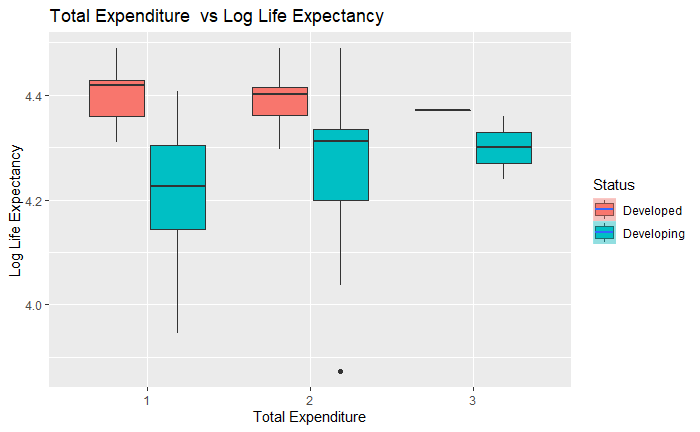 Total Expenditure  vs Log Life Expectancy
Log Life Expectancy
4.4
4.2
4.0
1
2
3
Total Expenditure
Status
Developed
Developing